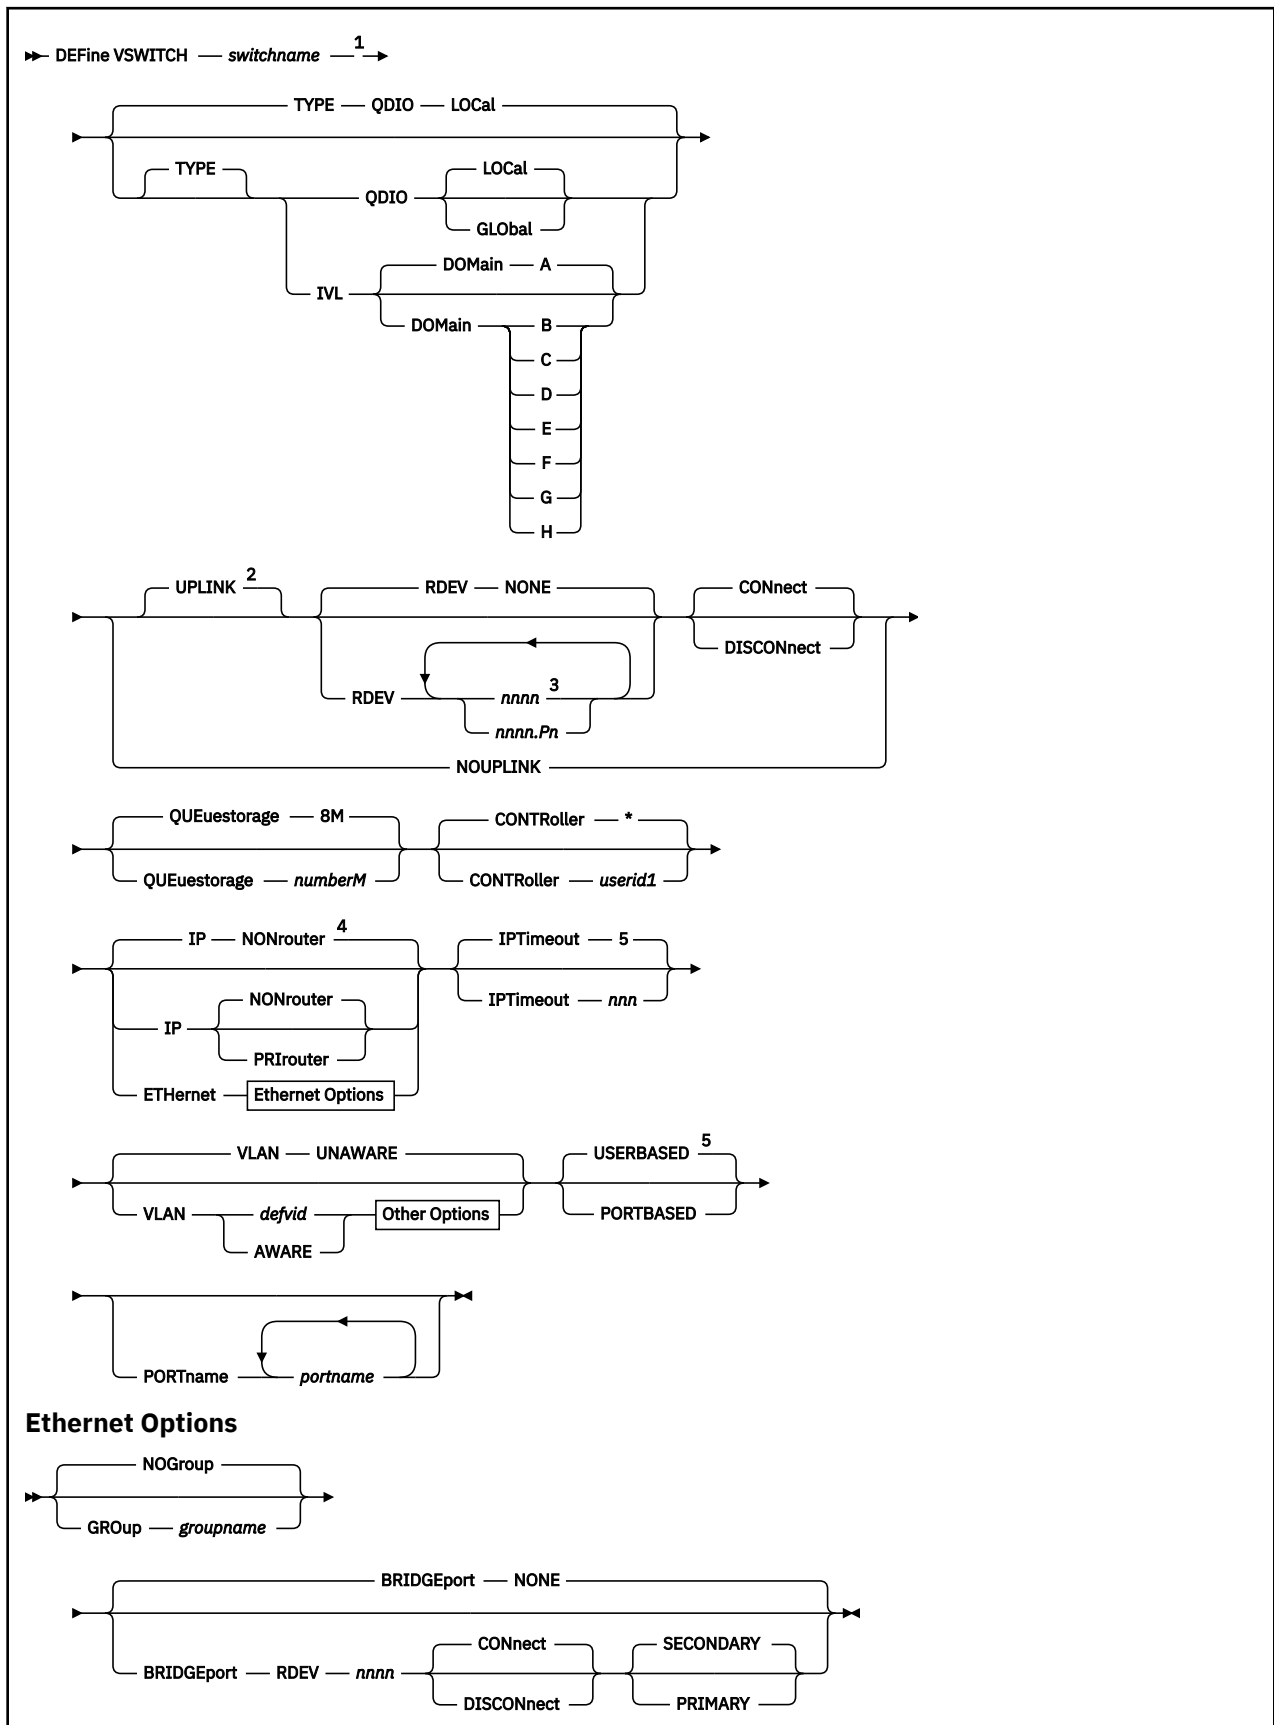 DEFine VSWITCH switchname 1
TYPE QDIO LOCal
TYPE LOCal
QDIO
GLObal
DOMain A
IVL
DOMain B
C
D
E
F
G
H
UPLINK 2 RDEV NONE CONnect
DISCONnect
RDEV nnnn 3
nnnn.Pn
NOUPLINK
QUEuestorage 8M CONTRoller *
QUEuestorage numberM CONTRoller userid1
IP NONrouter 4 IPTimeout 5
NONrouter IPTimeout nnn
IP
PRIrouter
ETHernet Ethernet Options
VLAN UNAWARE USERBASED 5
VLAN defvid Other Options PORTBASED
AWARE
PORTname portname
Ethernet Options
NOGroup
GROup groupname
BRIDGEport NONE
CONnect SECONDARY
BRIDGEport RDEV nnnn
DISCONnect PRIMARY